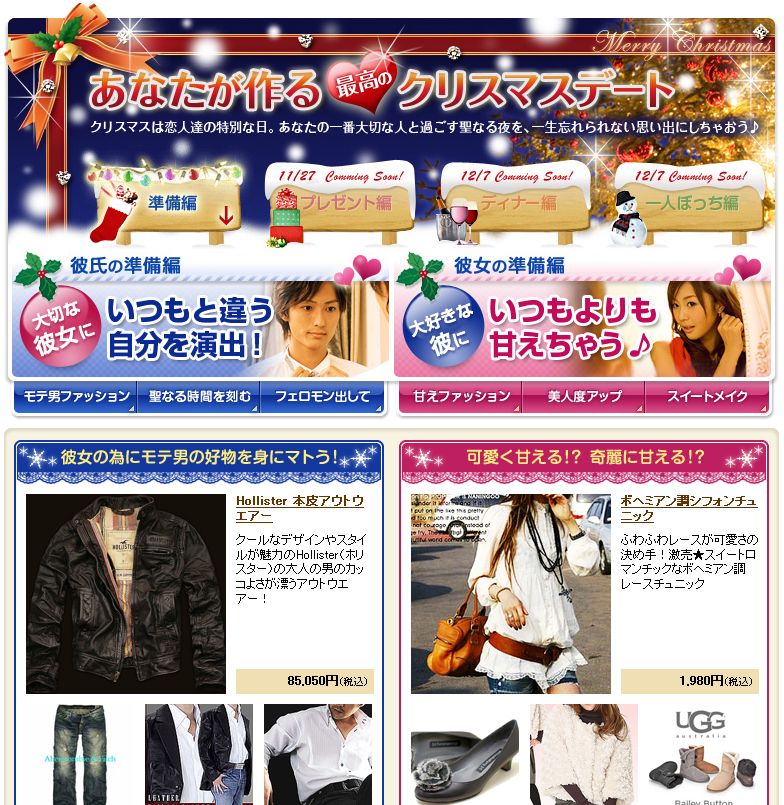 Merry Christmas
あなたが作る最高のクリスマスデート
クリスマスは恋人達の特別な日。あなたの一番大切な人と過ごす聖なる夜を、一生忘れられない思い出にしちゃおう♪
準備編
11/27 Comming Soon!
プレゼント編
12/7 Comming Soon!
ディナー編
12/7 Comming Soon!
一人ぼっち編
彼氏の準備編
大切な
彼女に
いつもと違う
自分を演出！
彼女の準備編
大好きな
彼に
いつもよりも
甘えちゃう♪
モテ男ファッション
聖なる時間を刻む
フェロモン出して
甘えファッション
美人度アップ
スイートメイク
彼女の為にモテ男の好物を身にマトう！
Hollister 本皮アウトウ
エアー
クールなデザインやスタイ
ルが魅力のHollister（ホリ
スター）の大人の男のカッ
コよさが漂うアウトウエ
アー！
85,050円(税込)
可愛く甘える！？ 奇麗に甘える！？
ボヘミアン調シフォンチュ
ニック
ふわふわレースが可愛さの
決め手！激売★スイートロ
マンチックなボヘミアン調
レースチュニック
1,980円(税込)
HOLLISTER
Abercrombie & Fitch
LEATHER
UGG
australia
Bailey Button